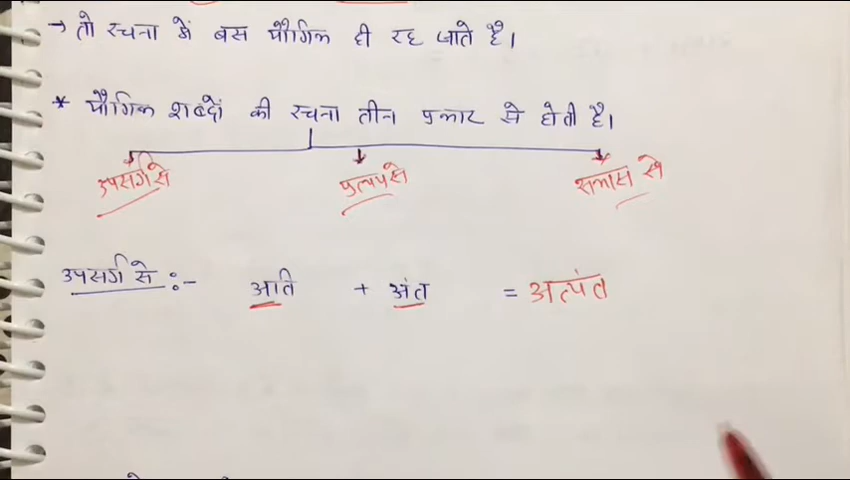 → तो रचना में बस यौगिक ही रह जाते है।
* यौगिक शब्दों की रचना तीन प्रकार से होती है।
उपसर्ग से प्रत्यय से समास से
उपसर्ग से :- अति + अंत = अत्यंत